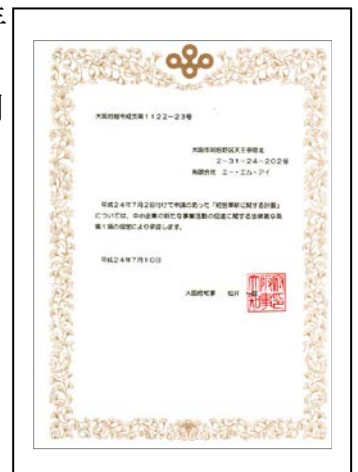 大阪府指令経支第1122－23号
大阪市阿倍野区天王寺町北
2－31－24－202号
有限会社 エー・エム・アイ
平成24年7月2日付けで申請のあった「経営革新に関する計画」
については、中小企業の新たな事業活動の促進に関する法律第9条
第1項の規定により承認します。
平成24年7月10日
大阪府知事 松井